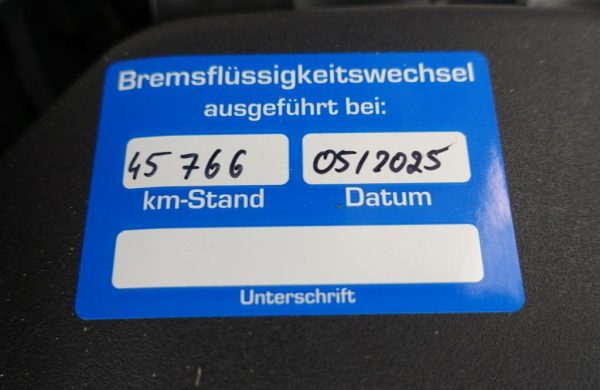 Bremsflüssigkeitswechsel
ausgeführt bei:
45 766 05/2025
km-Stand Datum
Unterschrift